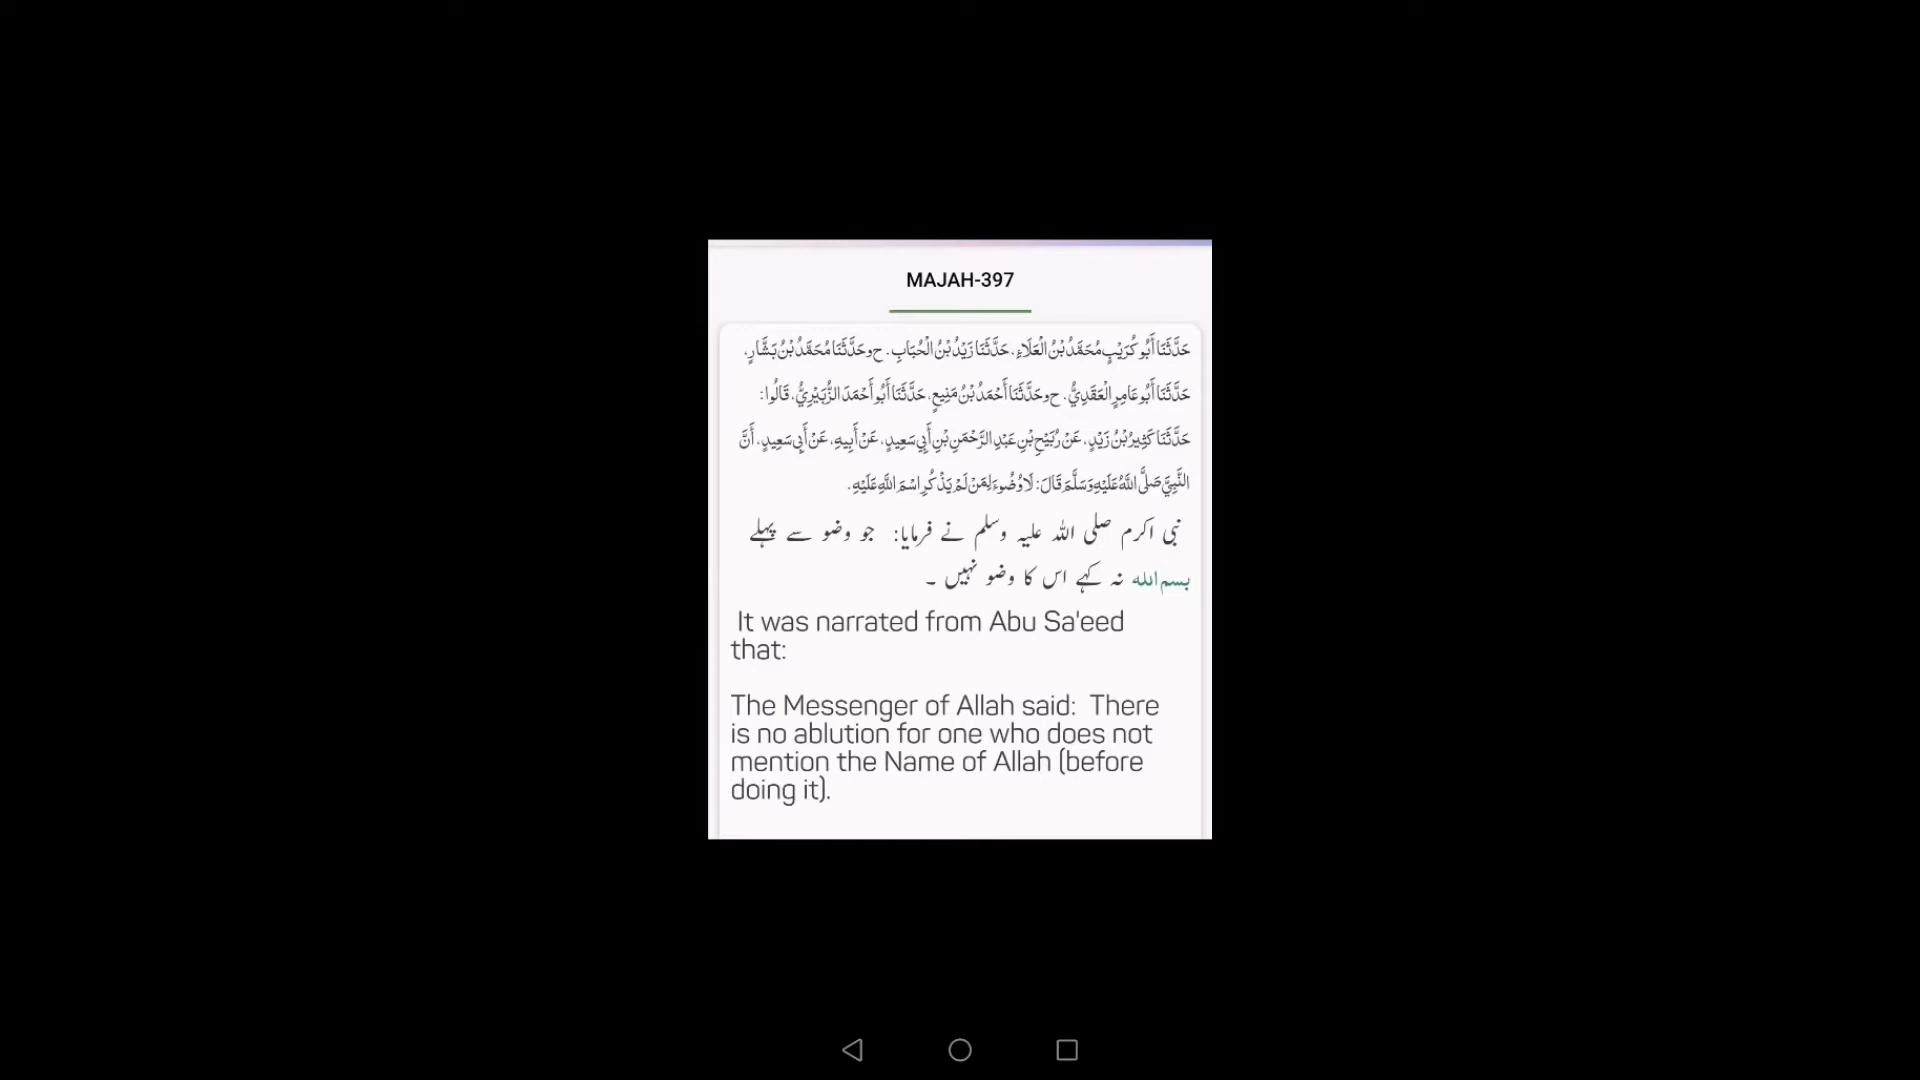 MAJAH-397
حَدَّثَنَا أَبُو كُرَيْبٍ مُحَمَّدُ بْنُ الْعَلَاءِ، حَدَّثَنَا زَيْدُ بْنُ الْحُبَابِ. ح وحَدَّثَنَا مُحَمَّدُ بْنُ بَشَّارٍ،
حَدَّثَنَا أَبُو عَامِرٍ الْعَقَدِيُّ. ح وحَدَّثَنَا أَحْمَدُ بْنُ مَنِيعٍ، حَدَّثَنَا أَبُو أَحْمَدَ الزُّبَيْرِيُّ، قَالُوا:
حَدَّثَنَا كَثِيرُ بْنُ زَيْدٍ، عَنْ رُبَيْحِ بْنِ عَبْدِ الرَّحْمَنِ بْنِ أَبِي سَعِيدٍ، عَنْ أَبِيهِ، عَنْ أَبِي سَعِيدٍ، أَنَّ
النَّبِيَّ صَلَّى اللَّهُ عَلَيْهِ وَسَلَّمَ قَالَ: لَا وُضُوءَ لِمَنْ لَمْ يَذْكُرِ اسْمَ اللَّهِ عَلَيْهِ.
نبی اکرم صلی اللہ علیہ وسلم نے فرمایا: جو وضو سے پہلے
بسم اللہ نہ کہے اس کا وضو نہیں ۔
It was narrated from Abu Sa'eed
that:
The Messenger of Allah said: There
is no ablution for one who does not
mention the Name of Allah (before
doing it).